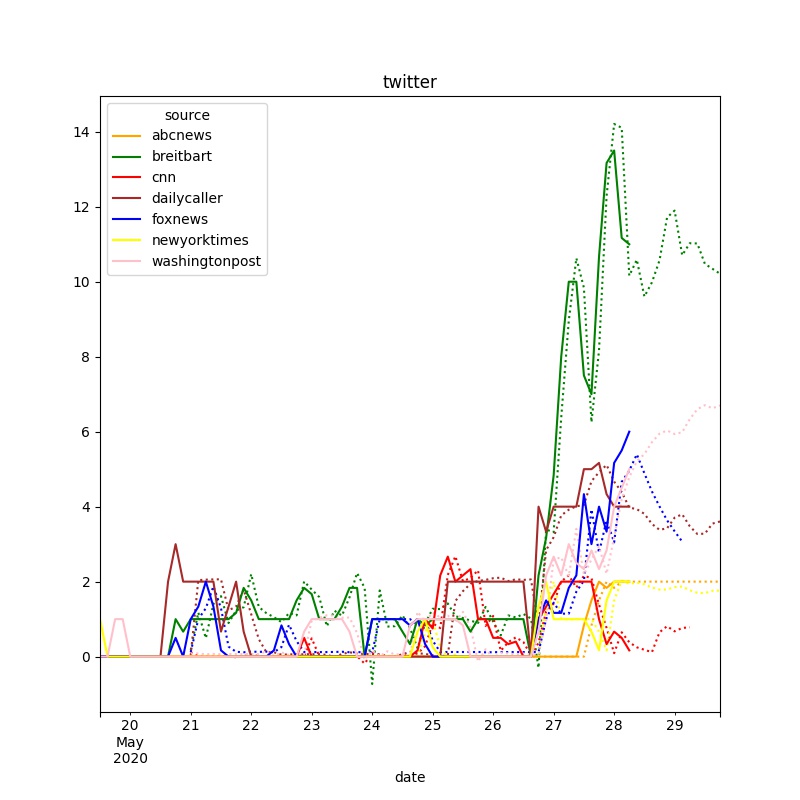 twitter
source
abcnews
breitbart
cnn
dailycaller
foxnews
newyorktimes
washingtonpost
14
12
10
8
6
4
2
0
20 21 22 23 24 25 26 27 28 29
May
2020
date